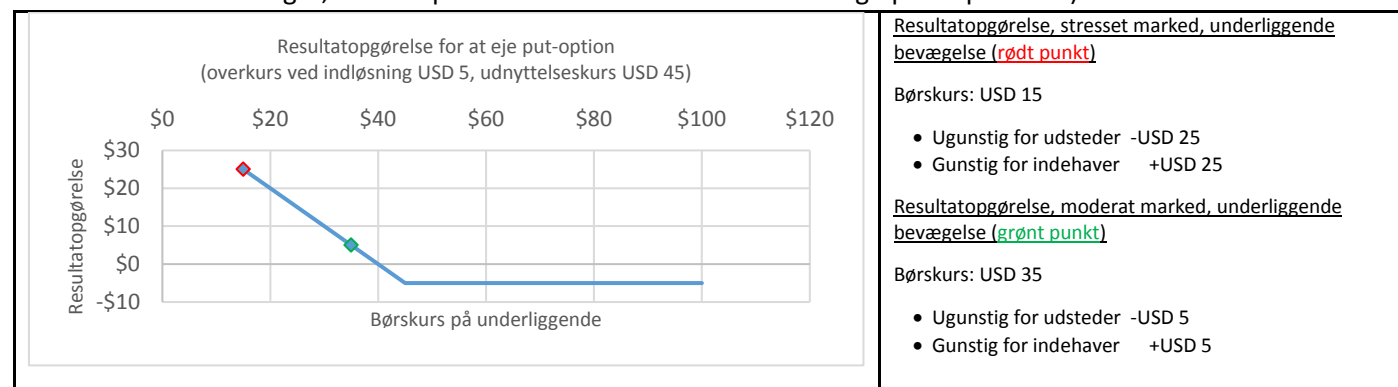 Resultatopgørelse for at eje put-option
(overkurs ved indløsning USD 5, udnyttelseskurs USD 45)
$0 $20 $40 $60 $80 $100 $120
$30
$20
$10
$0
-$10
Resultatopgørelse
Børskurs på underliggende
Resultatopgørelse, stresset marked, underliggende
bevægelse (rødt punkt)
Børskurs: USD 15
• Ugunstig for udsteder -USD 25
• Gunstig for indehaver +USD 25
Resultatopgørelse, moderat marked, underliggende
bevægelse (grønt punkt)
Børskurs: USD 35
• Ugunstig for udsteder -USD 5
• Gunstig for indehaver +USD 5